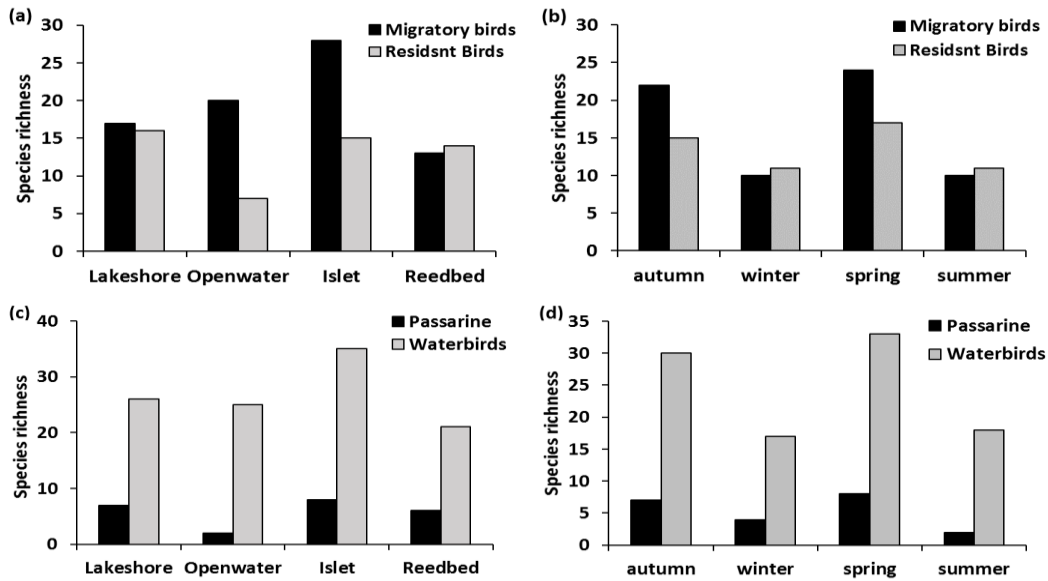 (a)
30
25
20
15
10
5
0
Species richness
Migratory birds
Residsnt Birds
Lakeshore Openwater Islet Reedbed
(b)
30
25
20
15
10
5
0
Species richness
Migratory birds
Residsnt Birds
autumn winter spring summer
(c)
40
30
20
10
0
Species richness
Passarine
Waterbirds
Lakeshore Openwater Islet Reedbed
(d)
35
30
25
20
15
10
5
0
Species richness
Passarine
Waterbirds
autumn winter spring summer